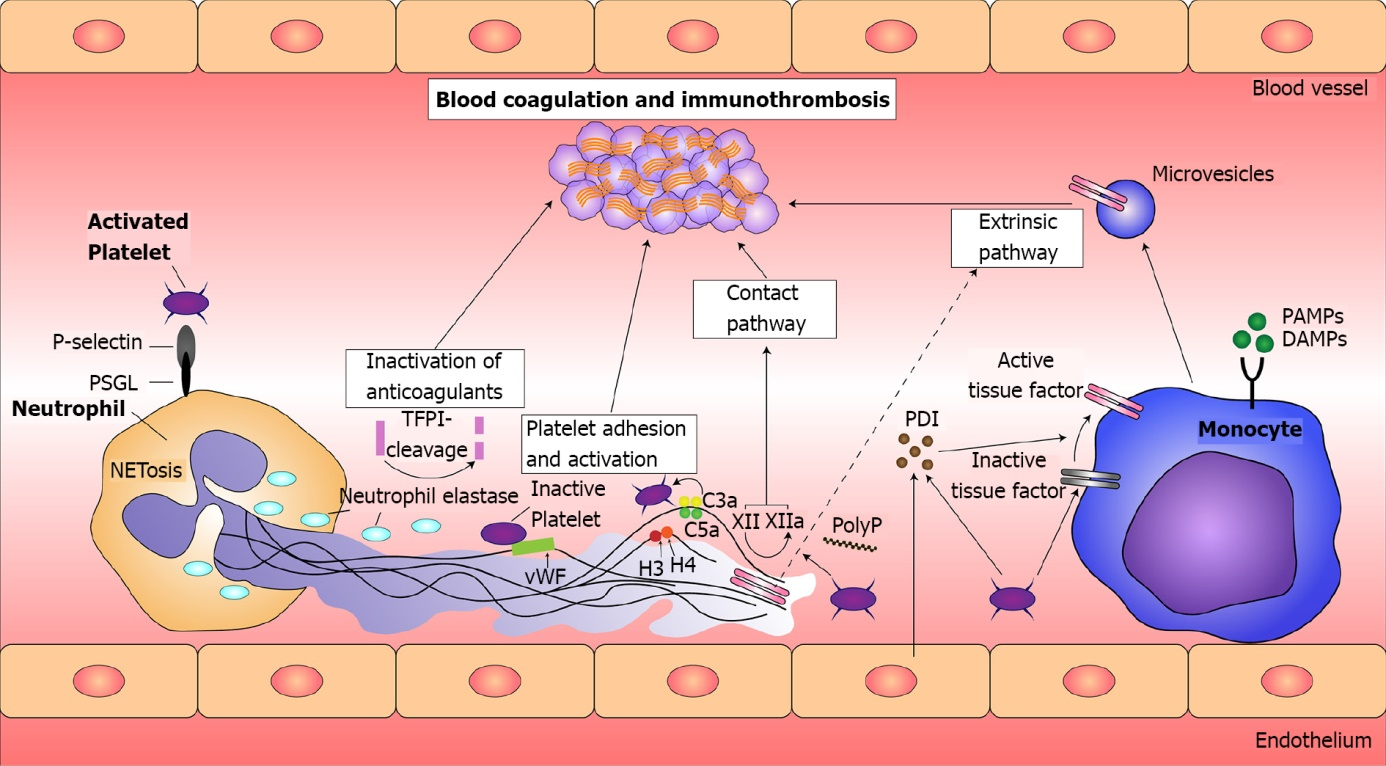 Blood vessel
Blood coagulation and immunothrombosis
Microvesicles
Activated
Platelet
Extrinsic
pathway
Contact
pathway
PAMPs
DAMPs
P-selectin
PSGL
Neutrophil
Inactivation of
anticoagulants
TFPI-
cleavage
Active
tissue factor
Platelet adhesion
and activation
PDI
Monocyte
NETosis
Inactive
tissue factor
Neutrophil elastase
Inactive
Platelet
C3a
C5a
XII XIIa
PolyP
vWF
H3 H4
Endothelium